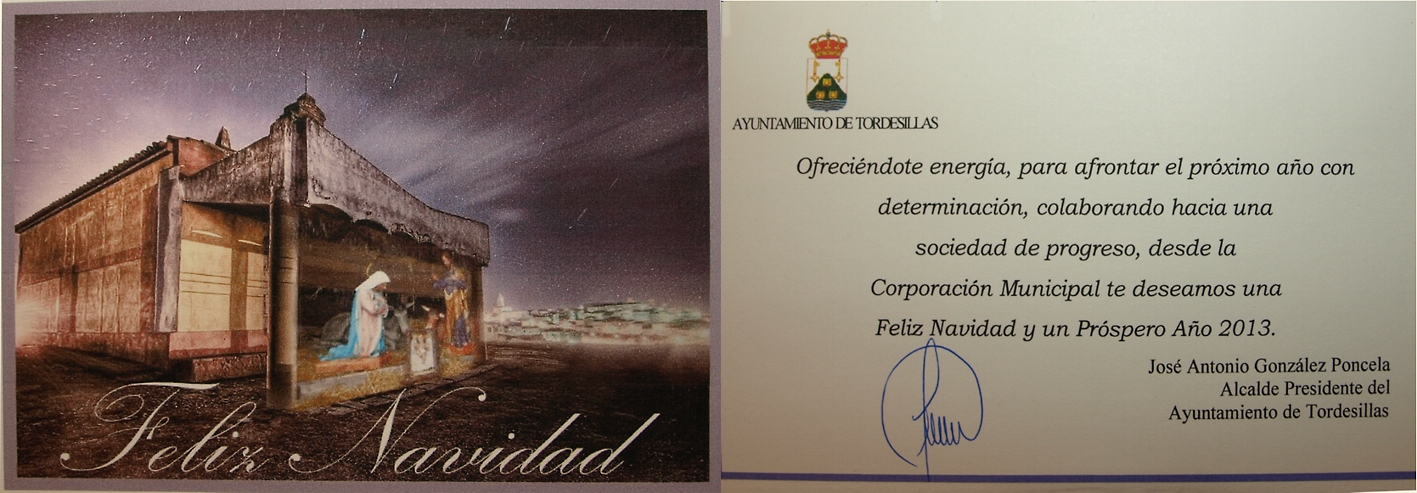 Feliz Navidad
AYUNTAMIENTO DE TORDESILLAS
Ofreciéndote energía, para afrontar el próximo año con
determinación, colaborando hacia una
sociedad de progreso, desde la
Corporación Municipal te deseamos una
Feliz Navidad y un Próspero Año 2013.
José Antonio González Poncela
Alcalde Presidente del
Ayuntamiento de Tordesillas